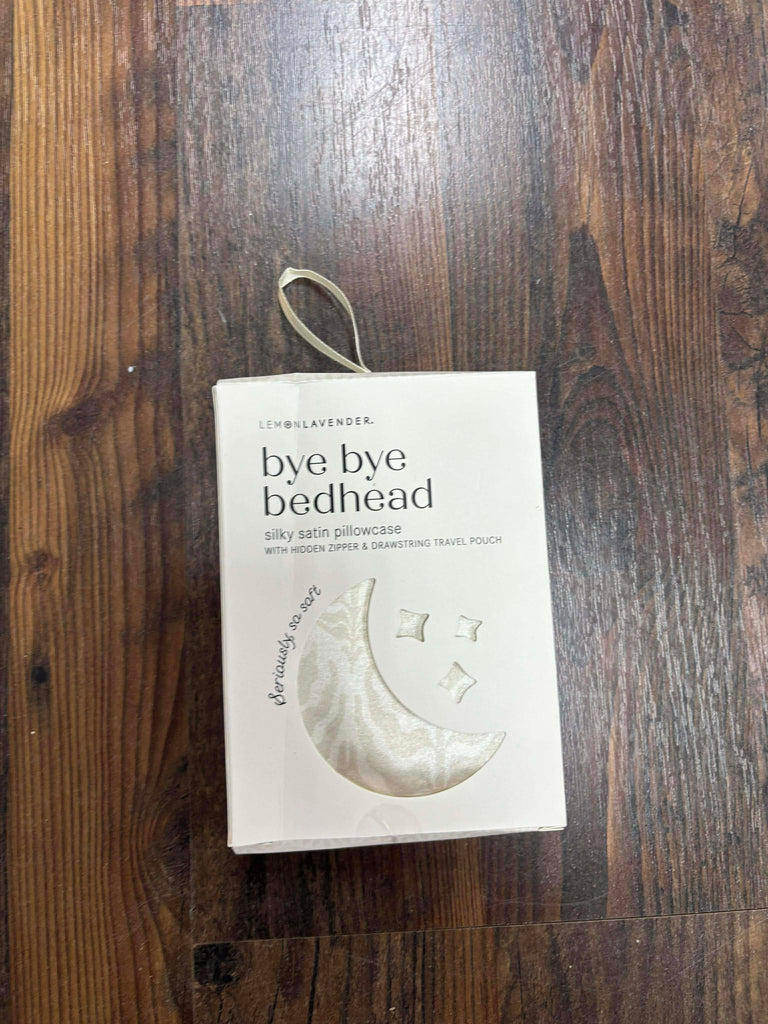 LEMONLAVENDER.
bye bye
bedhead
silky satin pillowcase
WITH HIDDEN ZIPPER & DRAWSTRING TRAVEL POUCH
Seriously, so soft